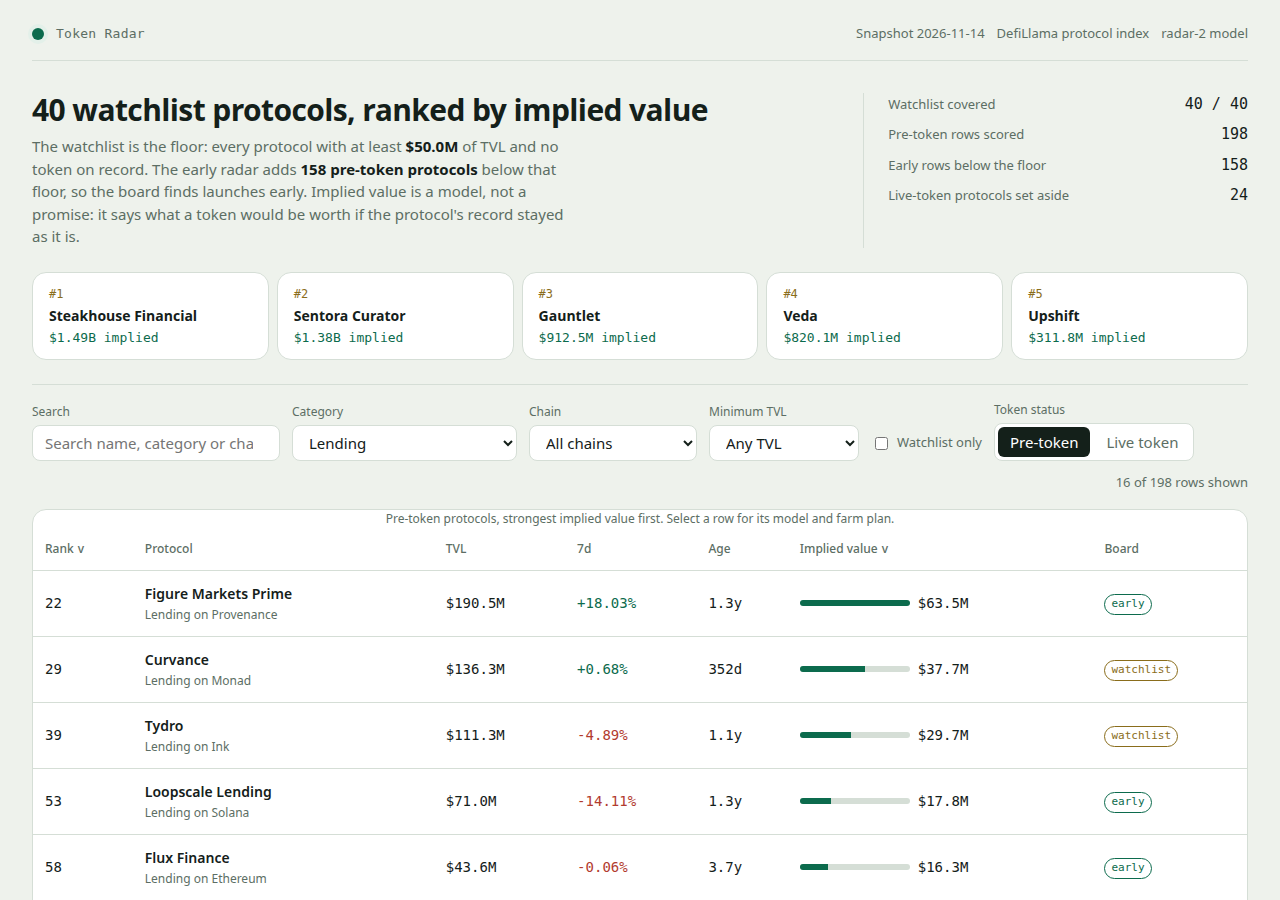 Token Radar
Snapshot 2026-11-14 DefiLlama protocol index radar-2 model
40 watchlist protocols, ranked by implied value
The watchlist is the floor: every protocol with at least $50.0M of TVL and no
token on record. The early radar adds 158 pre-token protocols below that
floor, so the board finds launches early. Implied value is a model, not a
promise: it says what a token would be worth if the protocol's record stayed
as it is.
Watchlist covered 40 / 40
Pre-token rows scored 198
Early rows below the floor 158
Live-token protocols set aside 24
#1
Steakhouse Financial
$1.49B implied
#2
Sentora Curator
$1.38B implied
#3
Gauntlet
$912.5M implied
#4
Veda
$820.1M implied
#5
Upshift
$311.8M implied
Search
Search name, category or cha
Category
Lending
Chain
All chains
Minimum TVL
Any TVL
Watchlist only
Token status
Pre-token Live token
16 of 198 rows shown
Pre-token protocols, strongest implied value first. Select a row for its model and farm plan.
Rank v Protocol TVL 7d Age Implied value v Board
22 Figure Markets Prime $190.5M +18.03% 1.3y $63.5M early
Lending on Provenance
29 Curvance $136.3M +0.68% 352d $37.7M watchlist
Lending on Monad
39 Tydro $111.3M -4.89% 1.1y $29.7M watchlist
Lending on Ink
53 Loopscale Lending $71.0M -14.11% 1.3y $17.8M early
Lending on Solana
58 Flux Finance $43.6M -0.06% 3.7y $16.3M early
Lending on Ethereum